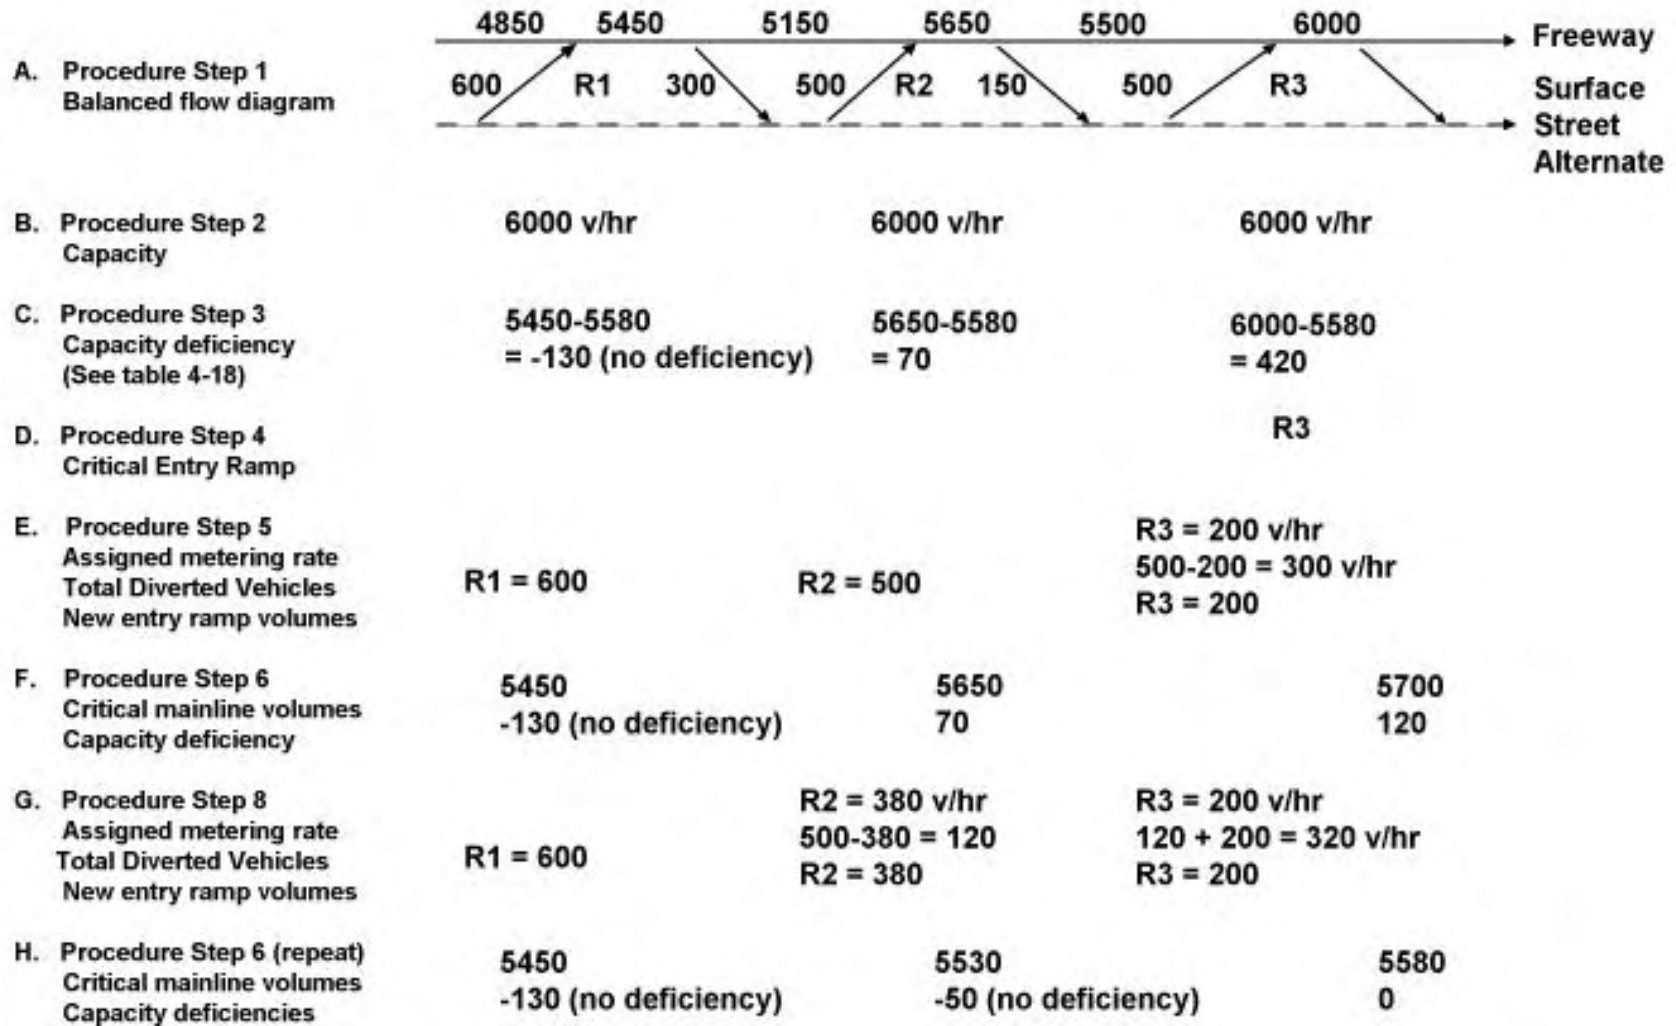 4850 5450 5150 5650 5500 6000
Freeway
A. Procedure Step 1
Balanced flow diagram
600 R1 300 500 R2 150 500 R3
Surface
Street
Alternate
B. Procedure Step 2
Capacity
6000 v/hr 6000 v/hr 6000 v/hr
C. Procedure Step 3
Capacity deficiency
(See table 4-18)
5450-5580
= -130 (no deficiency)
5650-5580
= 70
6000-5580
= 420
D. Procedure Step 4
Critical Entry Ramp
R3
E. Procedure Step 5
Assigned metering rate
Total Diverted Vehicles
New entry ramp volumes
R1 = 600
R2 = 500
R3 = 200 v/hr
500-200 = 300 v/hr
R3 = 200
F. Procedure Step 6
Critical mainline volumes
Capacity deficiency
5450
-130 (no deficiency)
5650
70
5700
120
G. Procedure Step 8
Assigned metering rate
Total Diverted Vehicles
New entry ramp volumes
R1 = 600
R2 = 380 v/hr
500-380 = 120
R2 = 380
R3 = 200 v/hr
120 + 200 = 320 v/hr
R3 = 200
H. Procedure Step 6 (repeat)
Critical mainline volumes
Capacity deficiencies
5450
-130 (no deficiency)
5530
-50 (no deficiency)
5580
0